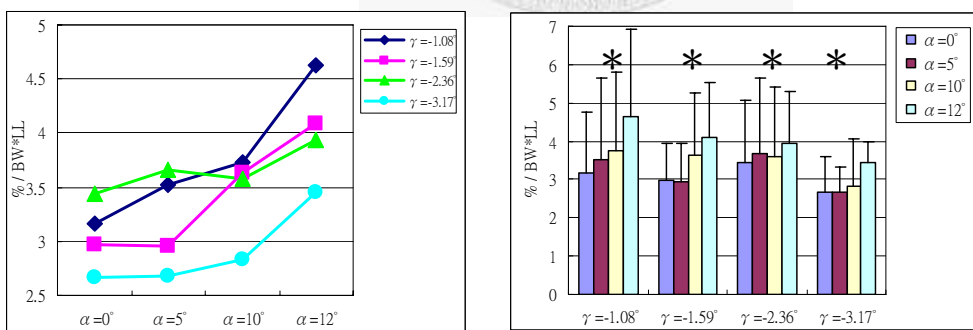 5
4.5
4
3.5
3
2.5
% / BW*LL
α=0° α=5° α=10° α=12°
γ=-1.08°
γ=-1.59°
γ=-2.36°
γ=-3.17°
7
6
5
4
3
2
1
0
% / BW*LL
* * * *
γ=-1.08° γ=-1.59° γ=-2.36° γ=-3.17°
α=0°
α=5°
α=10°
α=12°